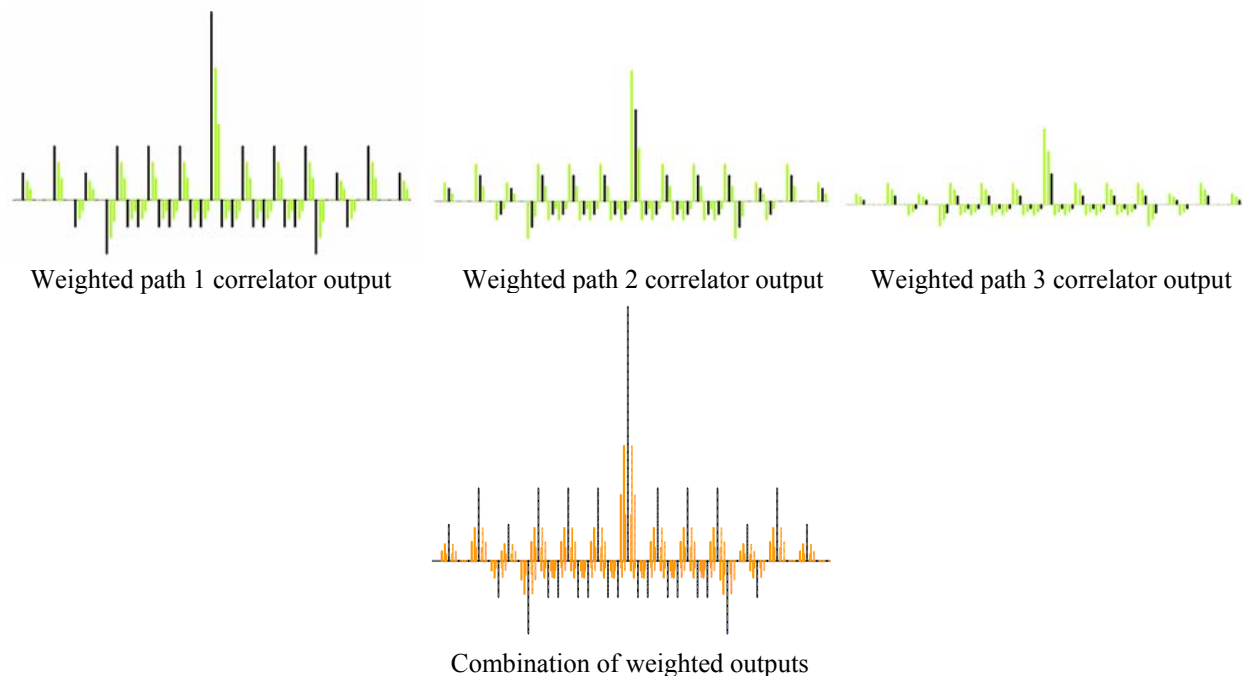 Weighted path 1 correlator output
Weighted path 2 correlator output
Weighted path 3 correlator output
Combination of weighted outputs